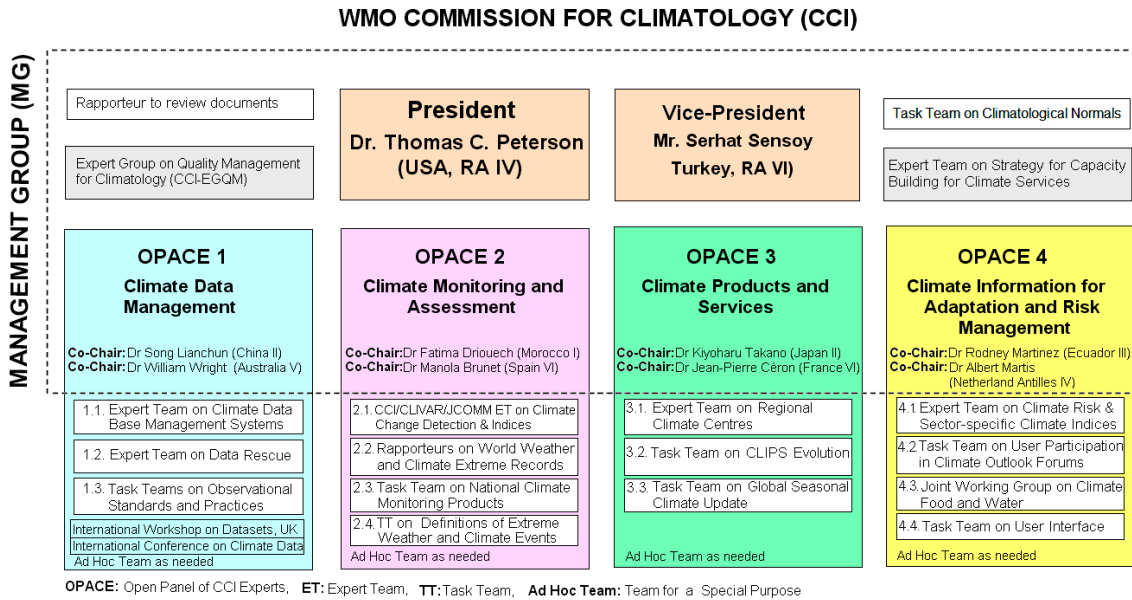 WMO COMMISSION FOR CLIMATOLOGY (CCI)
MANAGEMENT GROUP (MG)
Rapporteur to review documents
Expert Group on Quality Management
for Climatology (CCI-EGQM)
President
Dr. Thomas C. Peterson
(USA, RA IV)
Vice-President
Mr. Serhat Sensoy
Turkey, RA VI)
Task Team on Climatological Normals
Expert Team on Strategy for Capacity
Building for Climate Services
OPACE 1
Climate Data
Management
Co-Chair:Dr Song Lianchun (China II)
Co-Chair:Dr William Wright (Australia V)
1.1. Expert Team on Climate Data
Base Management Systems
1.2. Expert Team on Data Rescue
1.3. Task Teams on Observational
Standards and Practices
International Workshop on Datasets, UK
International Conference on Climate Data
Ad Hoc Team as needed
OPACE 2
Climate Monitoring and
Assessment
Co-Chair:Dr Fatima Driouech (Morocco I)
Co-Chair:Dr Manola Brunet (Spain VI)
2.1. CCI/CLIVAR/JCOMM ET on Climate
Change Detection & Indices
2.2. Rapporteurs on World Weather
and Climate Extreme Records
2.3. Task Team on National Climate
Monitoring Products
2.4. TT on Definitions of Extreme
Weather and Climate Events
Ad Hoc Team as needed
OPACE 3
Climate Products and
Services
Co-Chair:Dr Kiyoharu Takano (Japan II)
Co-Chair:Dr Jean-Pierre Céron (France VI)
3.1. Expert Team on Regional
Climate Centres
3.2. Task Team on CLIPS Evolution
3.3. Task Team on Global Seasonal
Climate Update
Ad Hoc Team as needed
OPACE 4
Climate Information for
Adaptation and Risk
Management
Co-Chair:Dr Rodney Martinez (Ecuador III)
Co-Chair:Dr Albert Martis
(Netherland Antilles IV)
4.1 Expert Team on Climate Risk &
Sector-specific Climate Indices
4.2. Task Team on User Participation
in Climate Outlook Forums
4.3. Joint Working Group on Climate
Food and Water
4.4. Task Team on User Interface
Ad Hoc Team as needed
OPACE: Open Panel of CCI Experts, ET: Expert Team, TT: Task Team, Ad Hoc Team: Team for a Special Purpose